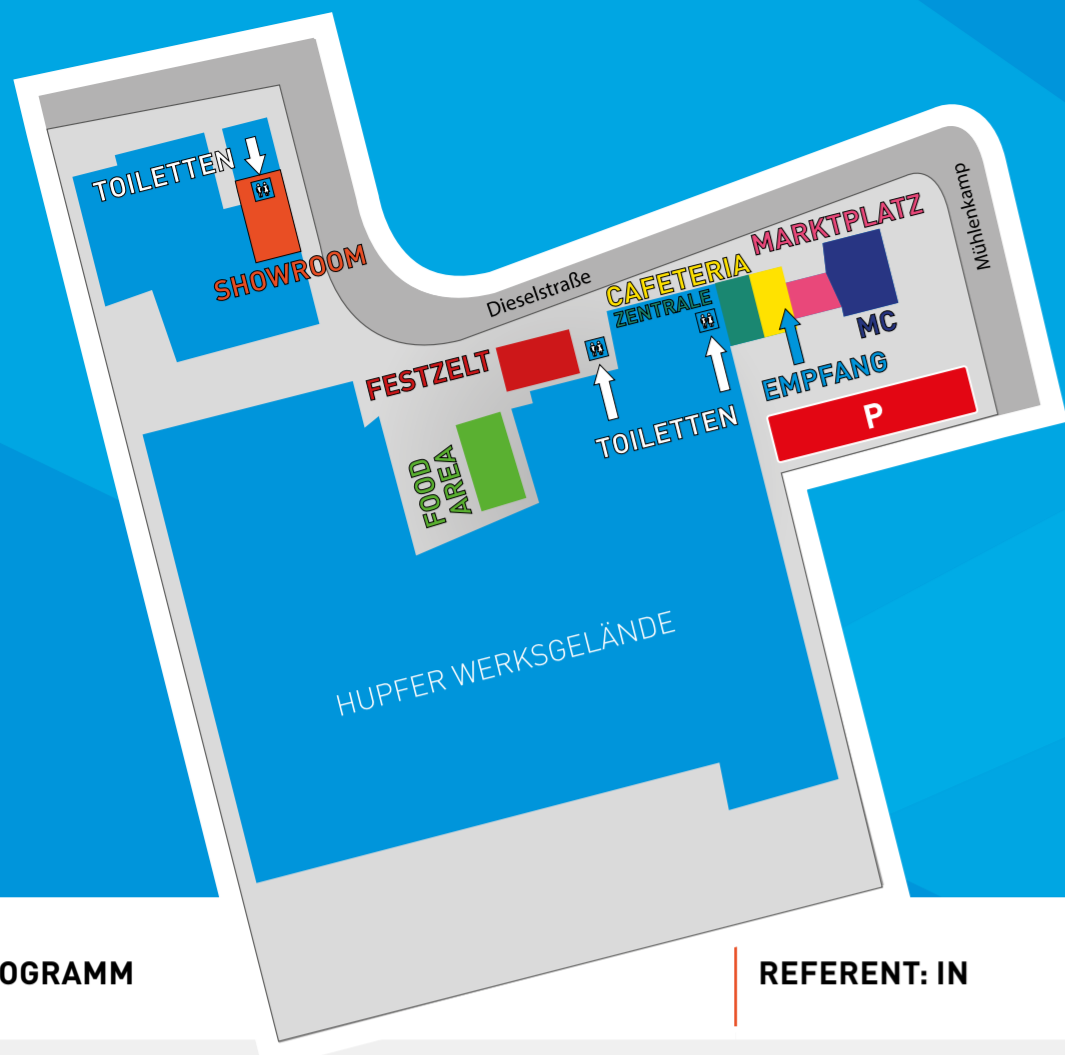 TOILETTEN
SHOWROOM
Dieselstraße
Mühlenkamp
MARKTPLATZ
CAFETERIA
ZENTRALE
MC
FESTZELT
EMPFANG
TOILETTEN
P
FOOD
AREA
HUPFER WERKSGELÄNDE
OGRAMM
REFERENT: IN